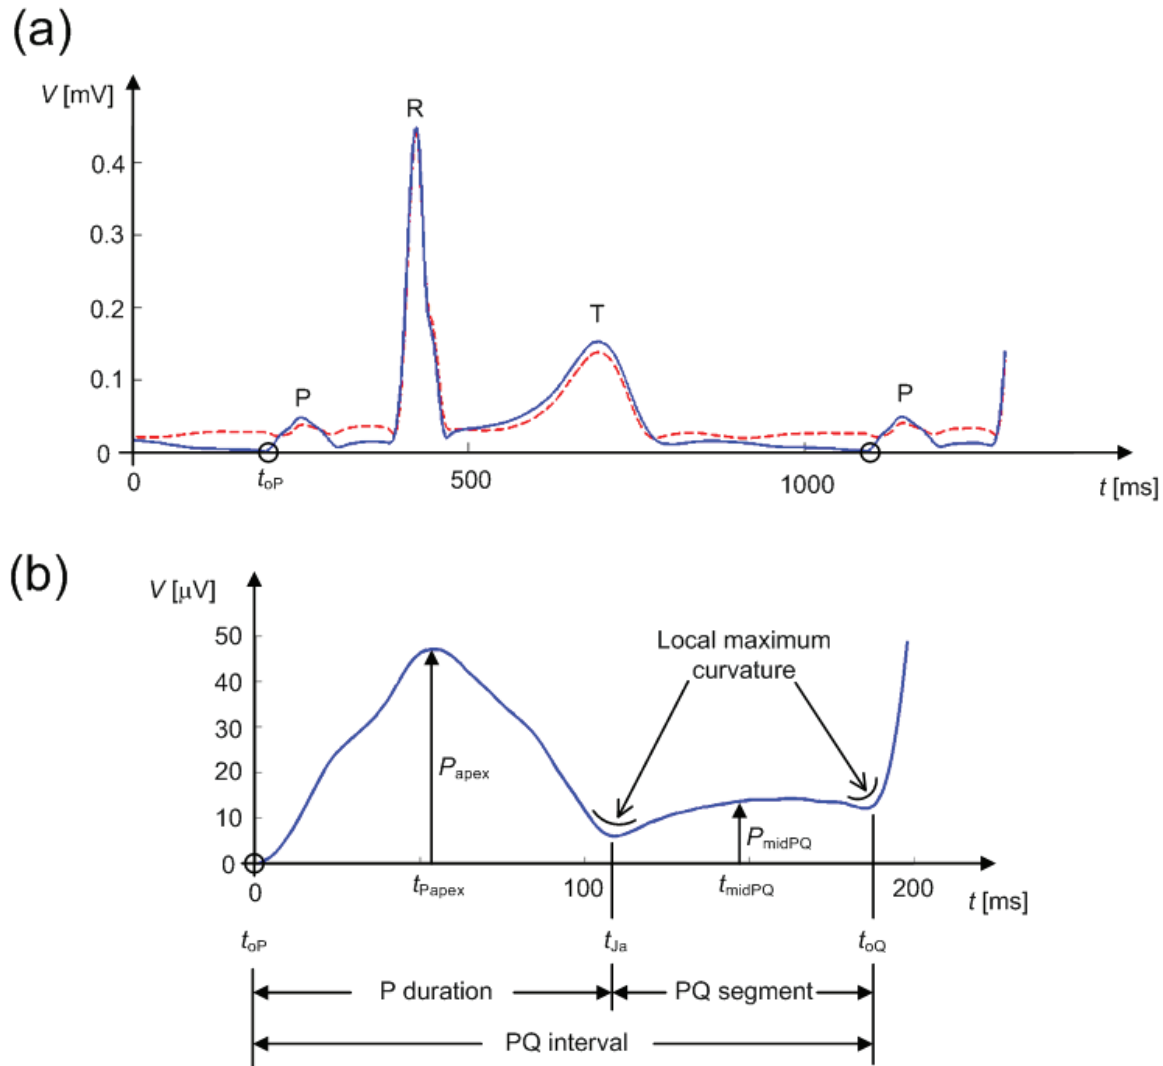 (a)
V [mV]
R
0.4
0.3
0.2
T
0.1
P
P
0
0
toP
500
1000
t [ms]
(b)
V [μV]
50
Local maximum
curvature
40
30
20
Papex
10
PmidPQ
0
0
tPapex
100
tmidPQ
200
t [ms]
toP
tJa
toQ
P duration
PQ segment
PQ interval